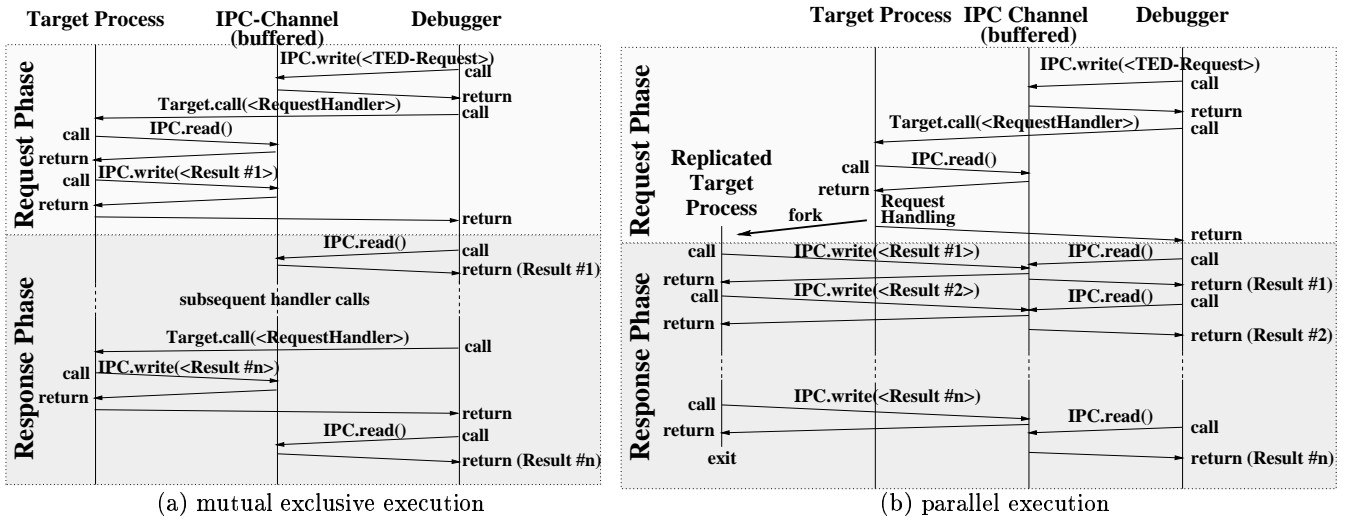 Target Process
IPC-Channel
(buffered)
Debugger
Request Phase
IPC.write(<TED-Request>)
call
return
Target.call(<RequestHandler>)
call
call
IPC.read()
return
IPC.write(<Result #1>)
call
return
return
Response Phase
IPC.read()
call
return (Result #1)
subsequent handler calls
Target.call(<RequestHandler>)
call
IPC.write(<Result #n>)
call
return
return
IPC.read()
call
return (Result #n)
(a) mutual exclusive execution
Target Process
IPC Channel
(buffered)
Debugger
Request Phase
IPC.write(<TED-Request>)
call
return
Target.call(<RequestHandler>)
call
Replicated
Target
Process
call
IPC.read()
return
fork
Request
Handling
return
Response Phase
call
IPC.write(<Result #1>)
IPC.read()
call
return
return (Result #1)
call
IPC.write(<Result #2>)
IPC.read()
call
return
return (Result #2)
IPC.write(<Result #n>)
call
IPC.read()
call
return
exit
return (Result #n)
(b) parallel execution